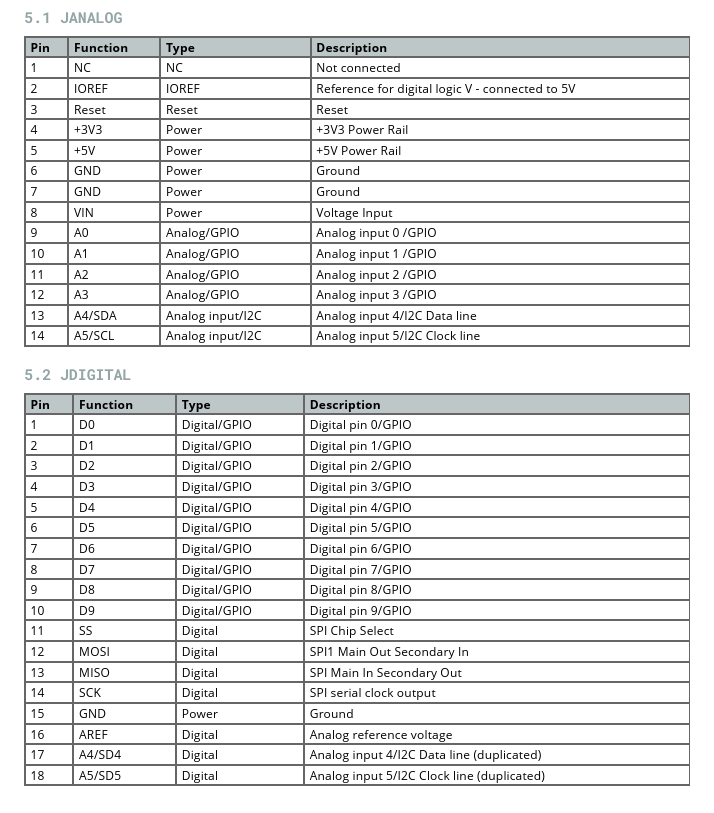 5.1 JANALOG
Pin Function Type Description
1 NC NC Not connected
2 IOREF IOREF Reference for digital logic V - connected to 5V
3 Reset Reset Reset
4 +3V3 Power +3V3 Power Rail
5 +5V Power +5V Power Rail
6 GND Power Ground
7 GND Power Ground
8 VIN Power Voltage Input
9 A0 Analog/GPIO Analog input 0 /GPIO
10 A1 Analog/GPIO Analog input 1 /GPIO
11 A2 Analog/GPIO Analog input 2 /GPIO
12 A3 Analog/GPIO Analog input 3 /GPIO
13 A4/SDA Analog input/I2C Analog input 4/I2C Data line
14 A5/SCL Analog input/I2C Analog input 5/I2C Clock line
5.2 JDIGITAL
Pin Function Type Description
1 D0 Digital/GPIO Digital pin 0/GPIO
2 D1 Digital/GPIO Digital pin 1/GPIO
3 D2 Digital/GPIO Digital pin 2/GPIO
4 D3 Digital/GPIO Digital pin 3/GPIO
5 D4 Digital/GPIO Digital pin 4/GPIO
6 D5 Digital/GPIO Digital pin 5/GPIO
7 D6 Digital/GPIO Digital pin 6/GPIO
8 D7 Digital/GPIO Digital pin 7/GPIO
9 D8 Digital/GPIO Digital pin 8/GPIO
10 D9 Digital/GPIO Digital pin 9/GPIO
11 SS Digital SPI Chip Select
12 MOSI Digital SPI1 Main Out Secondary In
13 MISO Digital SPI Main In Secondary Out
14 SCK Digital SPI serial clock output
15 GND Power Ground
16 AREF Digital Analog reference voltage
17 A4/SD4 Digital Analog input 4/I2C Data line (duplicated)
18 A5/SD5 Digital Analog input 5/I2C Clock line (duplicated)